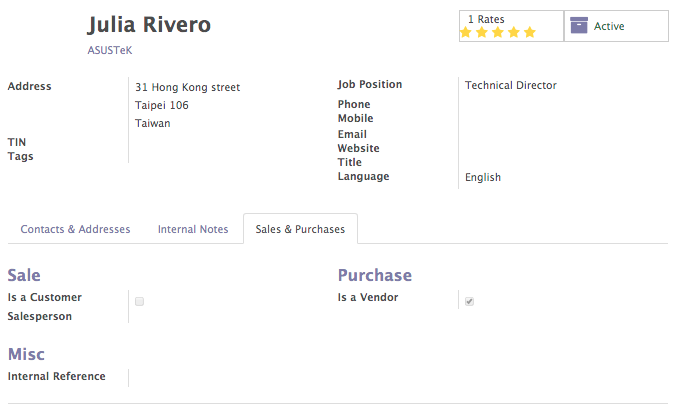 Julia Rivero
ASUSTeK
1 Rates
Active
Address
31 Hong Kong street
Taipei 106
Taiwan
TIN
Tags
Job Position Technical Director
Phone
Mobile
Email
Website
Title
Language English
Contacts & Addresses Internal Notes Sales & Purchases
Sale
Is a Customer
Salesperson
Purchase
Is a Vendor
Misc
Internal Reference